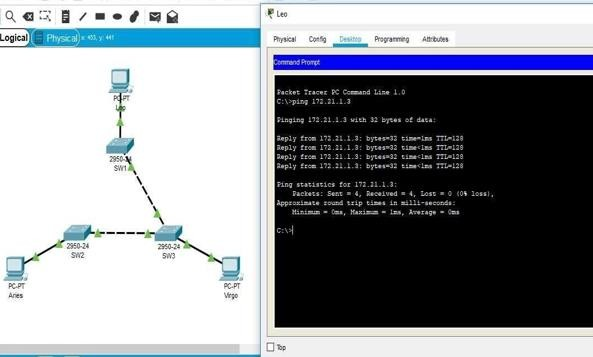 Logical
Physical
x: 453, y: 441
PC-PT
Leo
2950-24
SW1
2950-24
SW2
2950-24
SW3
PC-PT
Aries
PC-PT
Virgo
Leo
Physical Config Desktop Programming Attributes
Command Prompt
Packet Tracer PC Command Line 1.0
C:\>ping 172.21.1.3
Pinging 172.21.1.3 with 32 bytes of data:
Reply from 172.21.1.3: bytes=32 time=1ms TTL=128
Reply from 172.21.1.3: bytes=32 time<1ms TTL=128
Reply from 172.21.1.3: bytes=32 time<1ms TTL=128
Reply from 172.21.1.3: bytes=32 time<1ms TTL=128
Ping statistics for 172.21.1.3:
Packets: Sent = 4, Received = 4, Lost = 0 (0% loss),
Approximate round trip times in milli-seconds:
Minimum = 0ms, Maximum = 1ms, Average = 0ms
C:\>
Top